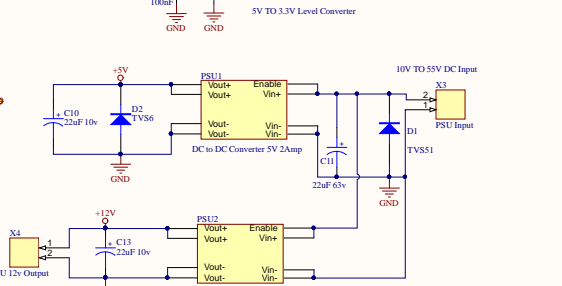 100nF
GND
GND
5V TO 3.3V Level Converter
+5V
PSU1
Vout+
Vout+
Vout-
Vout-
Enable
Vin+
Vin-
Vin-
DC to DC Converter 5V 2Amp
C10
22uF 10v
+
D2
TVS6
GND
10V TO 55V DC Input
X3
2
1
PSU Input
D1
TVS51
C11
+
22uF 63v
GND
+12V
PSU2
Vout+
Vout+
Vout-
Vout-
Enable
Vin+
Vin-
Vin-
X4
1
2
U 12v Output
C13
22uF 10v
+